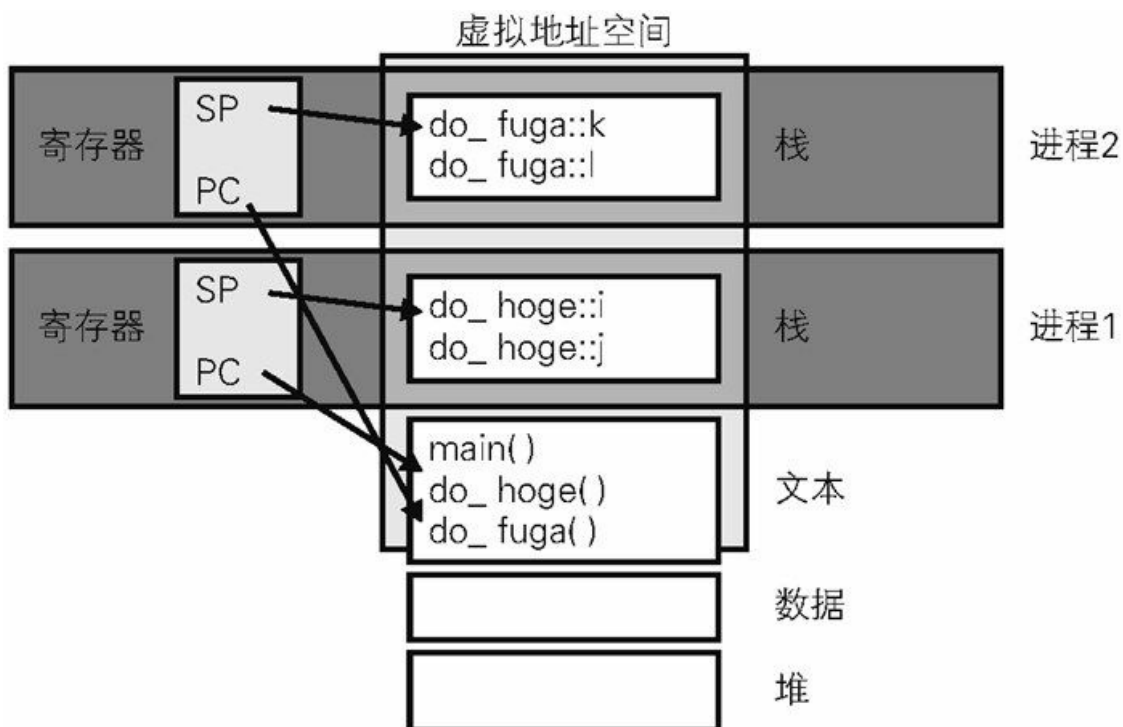 虚拟地址空间
寄存器
SP
PC
do_ fuga::k
do_ fuga::l
栈
进程2
寄存器
SP
PC
do_ hoge::i
do_ hoge::j
栈
进程1
main( )
do_ hoge( )
do_ fuga( )
文本
数据
堆